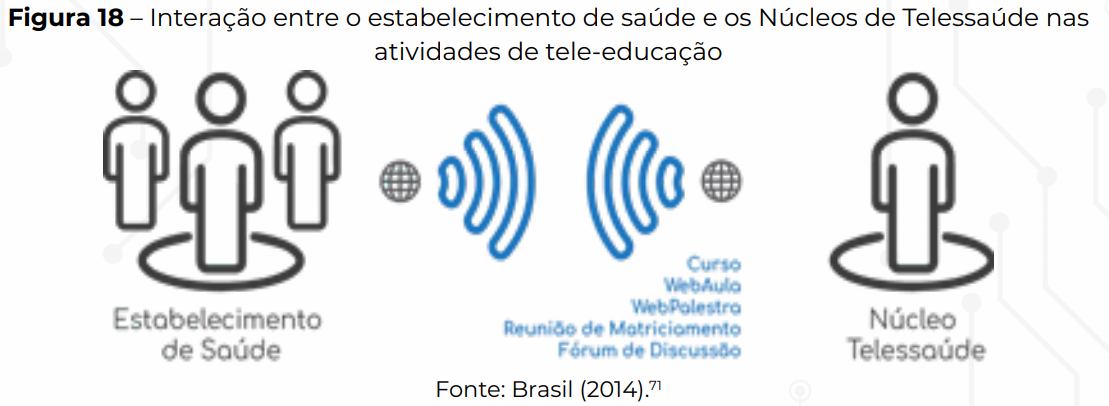 Figura 18 – Interação entre o estabelecimento de saúde e os Núcleos de Telessaúde nas
atividades de tele-educação
Curso
WebAula
WebPalestra
Reunião de Matriciamento
Fórum de Discussão
Estabelecimento
de Saúde
Núcleo
Telessaúde
Fonte: Brasil (2014).⁷¹